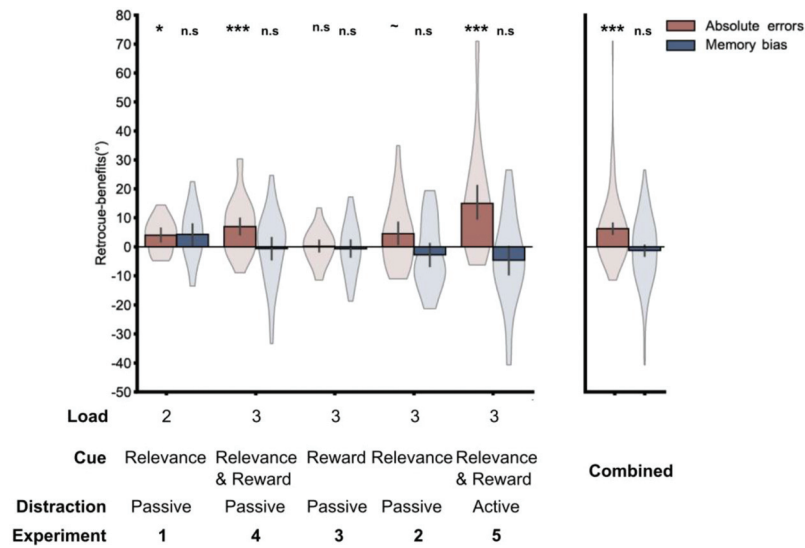 * n.s *** n.s n.s n.s ~ n.s *** n.s *** n.s
Absolute errors
Memory bias
Retrocue-benefits(°)
80
70
60
50
40
30
20
10
0
-10
-20
-30
-40
-50
Load 2 3 3 3 3
Cue Relevance Relevance Reward Relevance Relevance
& Reward & Reward
Combined
Distraction Passive Passive Passive Passive Active
Experiment 1 4 3 2 5